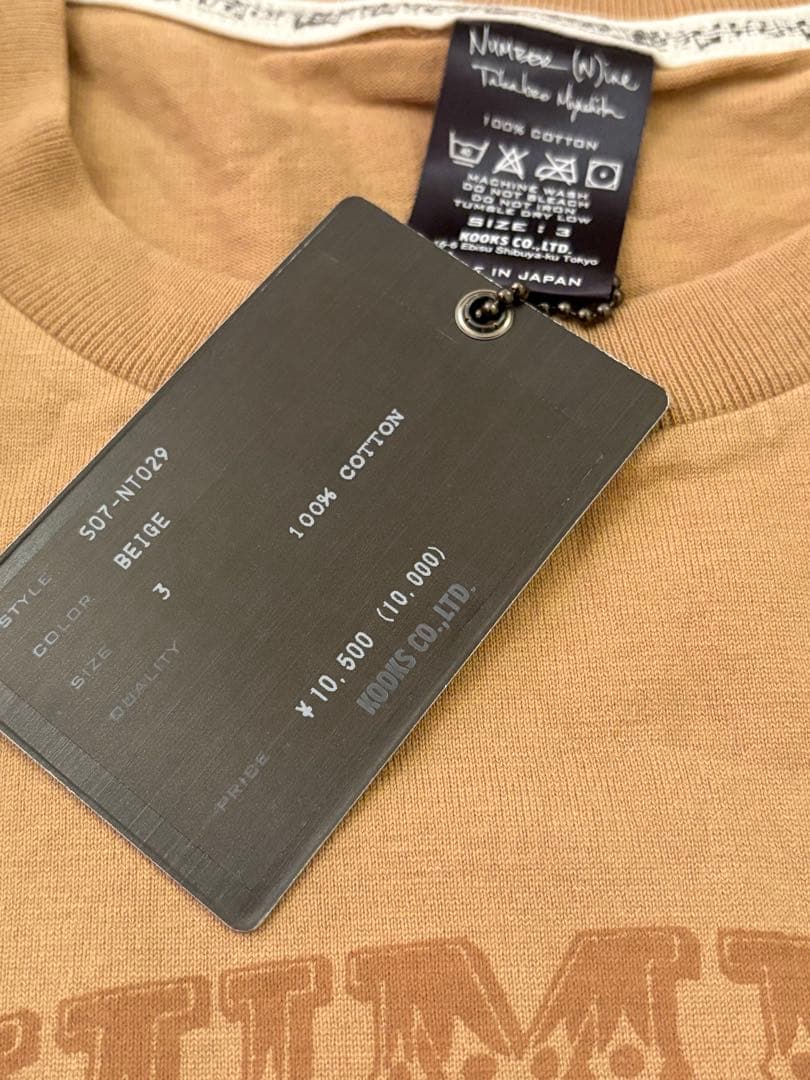 NUMBER (N)ine
Takahiro Miyashita
100% COTTON
40
MACHINE WASH
DO NOT BLEACH
DO NOT IRON
TUMBLE DRY LOW
SIZE : 3
KOOKS CO.,LTD.
Ebisu Shibuya-ku Tokyo
IN JAPAN
STYLE S07-NT029
COLOR BEIGE
SIZE 3
QUALITY 100% COTTON
PRICE ¥10,500 (10,000)
KOOKS CO.,LTD.
UM